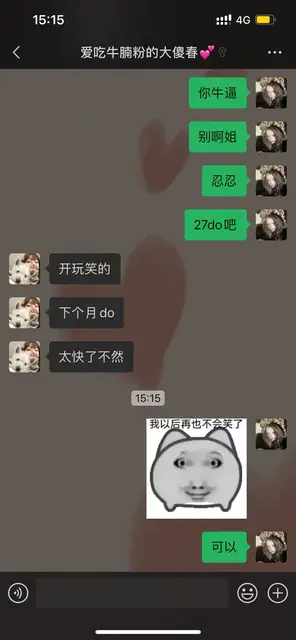 15:15
4G
爱吃牛腩粉的大傻春💕
你牛逼
别啊姐
忍忍
27do吧
开玩笑的
下个月do
太快了不然
15:15
我以后再也不会笑了
可以